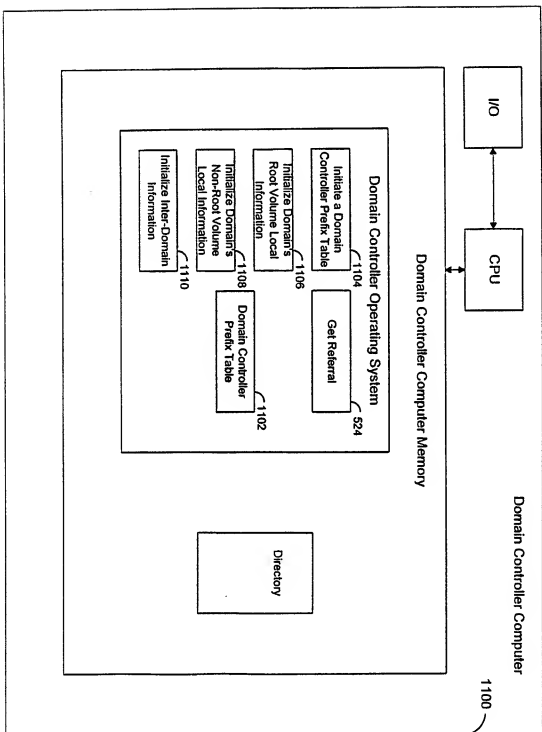 Domain Controller Computer
1100
I/O
CPU
Domain Controller Computer Memory
Domain Controller Operating System
Initiate a Domain
Controller Prefix Table
1104
Get Referral
524
Initialize Domain's
Root Volume Local
Information
1106
Domain Controller
Prefix Table
1102
Initialize Domain's
Non-Root Volume
Local Information
1108
Initialize Inter-Domain
Information
1110
Directory